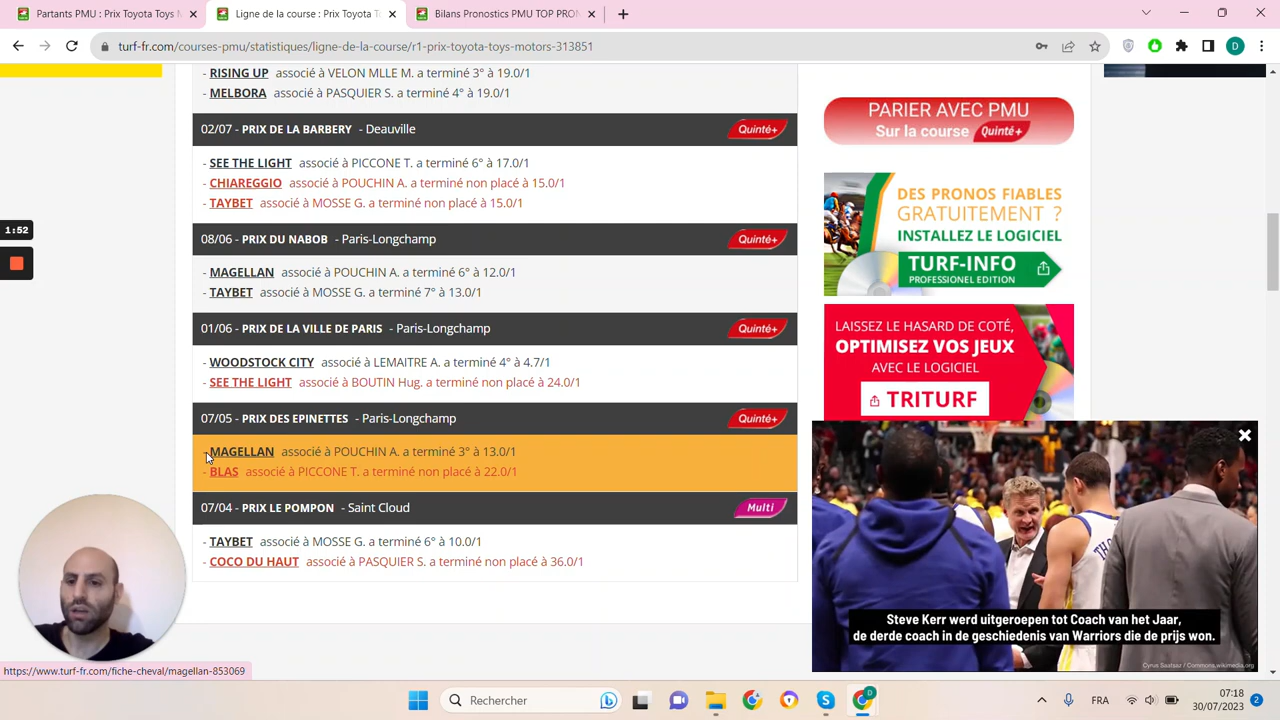 Partants PMU : Prix Toyota Toys M
Ligne de la course : Prix Toyota T
Bilans Pronostics PMU TOP PRON
turf-fr.com/courses-pmu/statistiques/ligne-de-la-course/r1-prix-toyota-toys-motors-313851
D
- RISING UP associé à VELON MLLE M. a terminé 3° à 19.0/1
- MELBORA associé à PASQUIER S. a terminé 4° à 19.0/1
02/07 - PRIX DE LA BARBERY - Deauville
Quinté+
- SEE THE LIGHT associé à PICCONE T. a terminé 6° à 17.0/1
- CHIAREGGIO associé à POUCHIN A. a terminé non placé à 15.0/1
- TAYBET associé à MOSSE G. a terminé non placé à 15.0/1
08/06 - PRIX DU NABOB - Paris-Longchamp
Quinté+
- MAGELLAN associé à POUCHIN A. a terminé 6° à 12.0/1
- TAYBET associé à MOSSE G. a terminé 7° à 13.0/1
01/06 - PRIX DE LA VILLE DE PARIS - Paris-Longchamp
Quinté+
- WOODSTOCK CITY associé à LEMAITRE A. a terminé 4° à 4.7/1
- SEE THE LIGHT associé à BOUTIN Hug. a terminé non placé à 24.0/1
07/05 - PRIX DES EPINETTES - Paris-Longchamp
Quinté+
- MAGELLAN associé à POUCHIN A. a terminé 3° à 13.0/1
- BLAS associé à PICCONE T. a terminé non placé à 22.0/1
07/04 - PRIX LE POMPON - Saint Cloud
Multi
- TAYBET associé à MOSSE G. a terminé 6° à 10.0/1
- COCO DU HAUT associé à PASQUIER S. a terminé non placé à 36.0/1
PARIER AVEC PMU
Sur la course Quinté+
DES PRONOS FIABLES
GRATUITEMENT ?
INSTALLEZ LE LOGICIEL
TURF-INFO
PROFESSIONEL EDITION
LAISSEZ LE HASARD DE COTÉ,
OPTIMISEZ VOS JEUX
AVEC LE LOGICIEL
TRITURF
Steve Kerr werd uitgeroepen tot Coach van het Jaar,
de derde coach in de geschiedenis van Warriors die de prijs won.
Cyrus Saatsaz / Commons.wikimedia.org
1:52
https://www.turf-fr.com/fiche-cheval/magellan-853069
Rechercher
D
FRA
07:18
30/07/2023
2